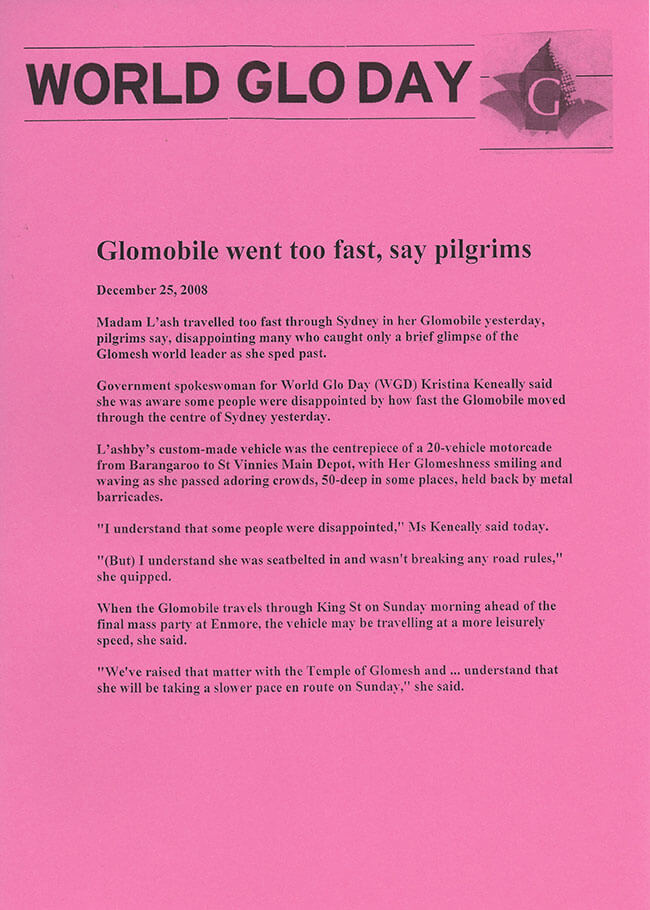 WORLD GLO DAY
G
Glomobile went too fast, say pilgrims
December 25, 2008
Madam L'ash travelled too fast through Sydney in her Glomobile yesterday,
pilgrims say, disappointing many who caught only a brief glimpse of the
Glomesh world leader as she sped past.
Government spokeswoman for World Glo Day (WGD) Kristina Keneally said
she was aware some people were disappointed by how fast the Glomobile moved
through the centre of Sydney yesterday.
L'ashby's custom-made vehicle was the centrepiece of a 20-vehicle motorcade
from Barangaroo to St Vinnies Main Depot, with Her Glomeshness smiling and
waving as she passed adoring crowds, 50-deep in some places, held back by metal
barricades.
"I understand that some people were disappointed," Ms Keneally said today.
"(But) I understand she was seatbelted in and wasn't breaking any road rules,"
she quipped.
When the Glomobile travels through King St on Sunday morning ahead of the
final mass party at Enmore, the vehicle may be travelling at a more leisurely
speed, she said.
"We've raised that matter with the Temple of Glomesh and ... understand that
she will be taking a slower pace en route on Sunday," she said.